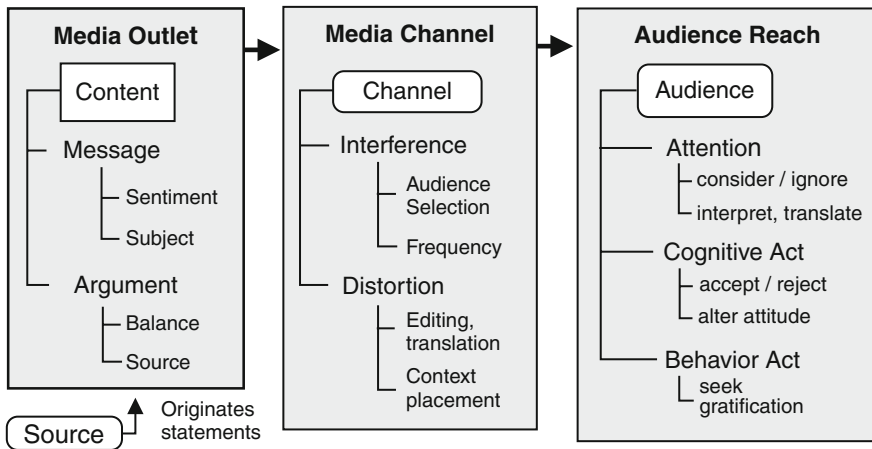 Media Outlet
Content
Message
Sentiment
Subject
Argument
Balance
Source
Source
Originates
statements
Media Channel
Channel
Interference
Audience
Selection
Frequency
Distortion
Editing,
translation
Context
placement
Audience Reach
Audience
Attention
consider / ignore
interpret, translate
Cognitive Act
accept / reject
alter attitude
Behavior Act
seek
gratification